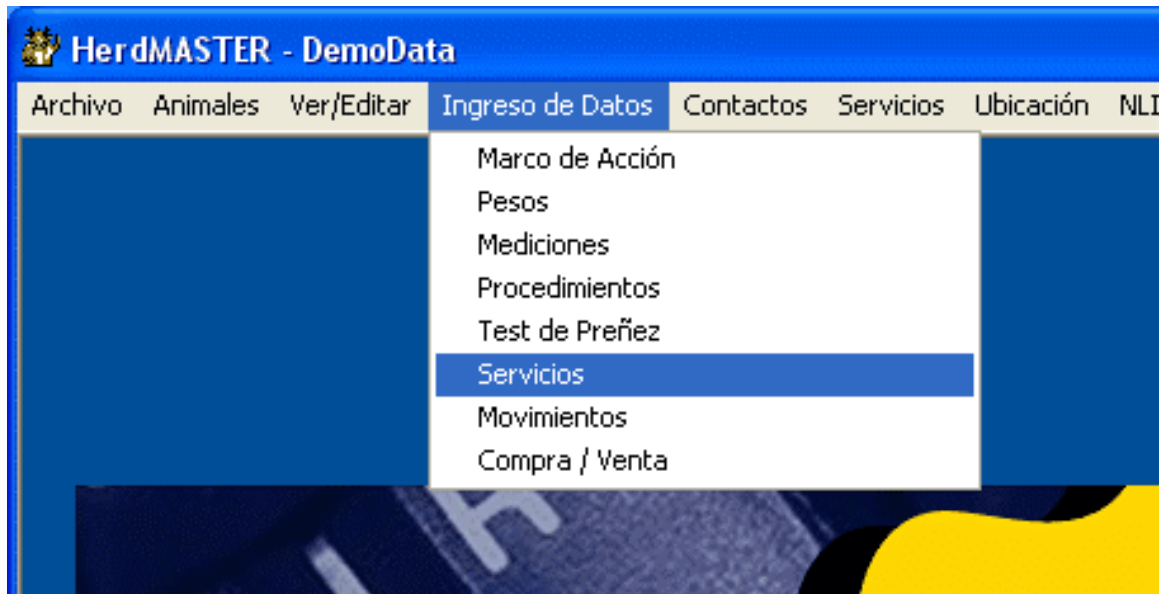 HerdMASTER - DemoData
Archivo Animales Ver/Editar Ingreso de Datos Contactos Servicios Ubicación NLI
Marco de Acción
Pesos
Mediciones
Procedimientos
Test de Preñez
Servicios
Movimientos
Compra / Venta